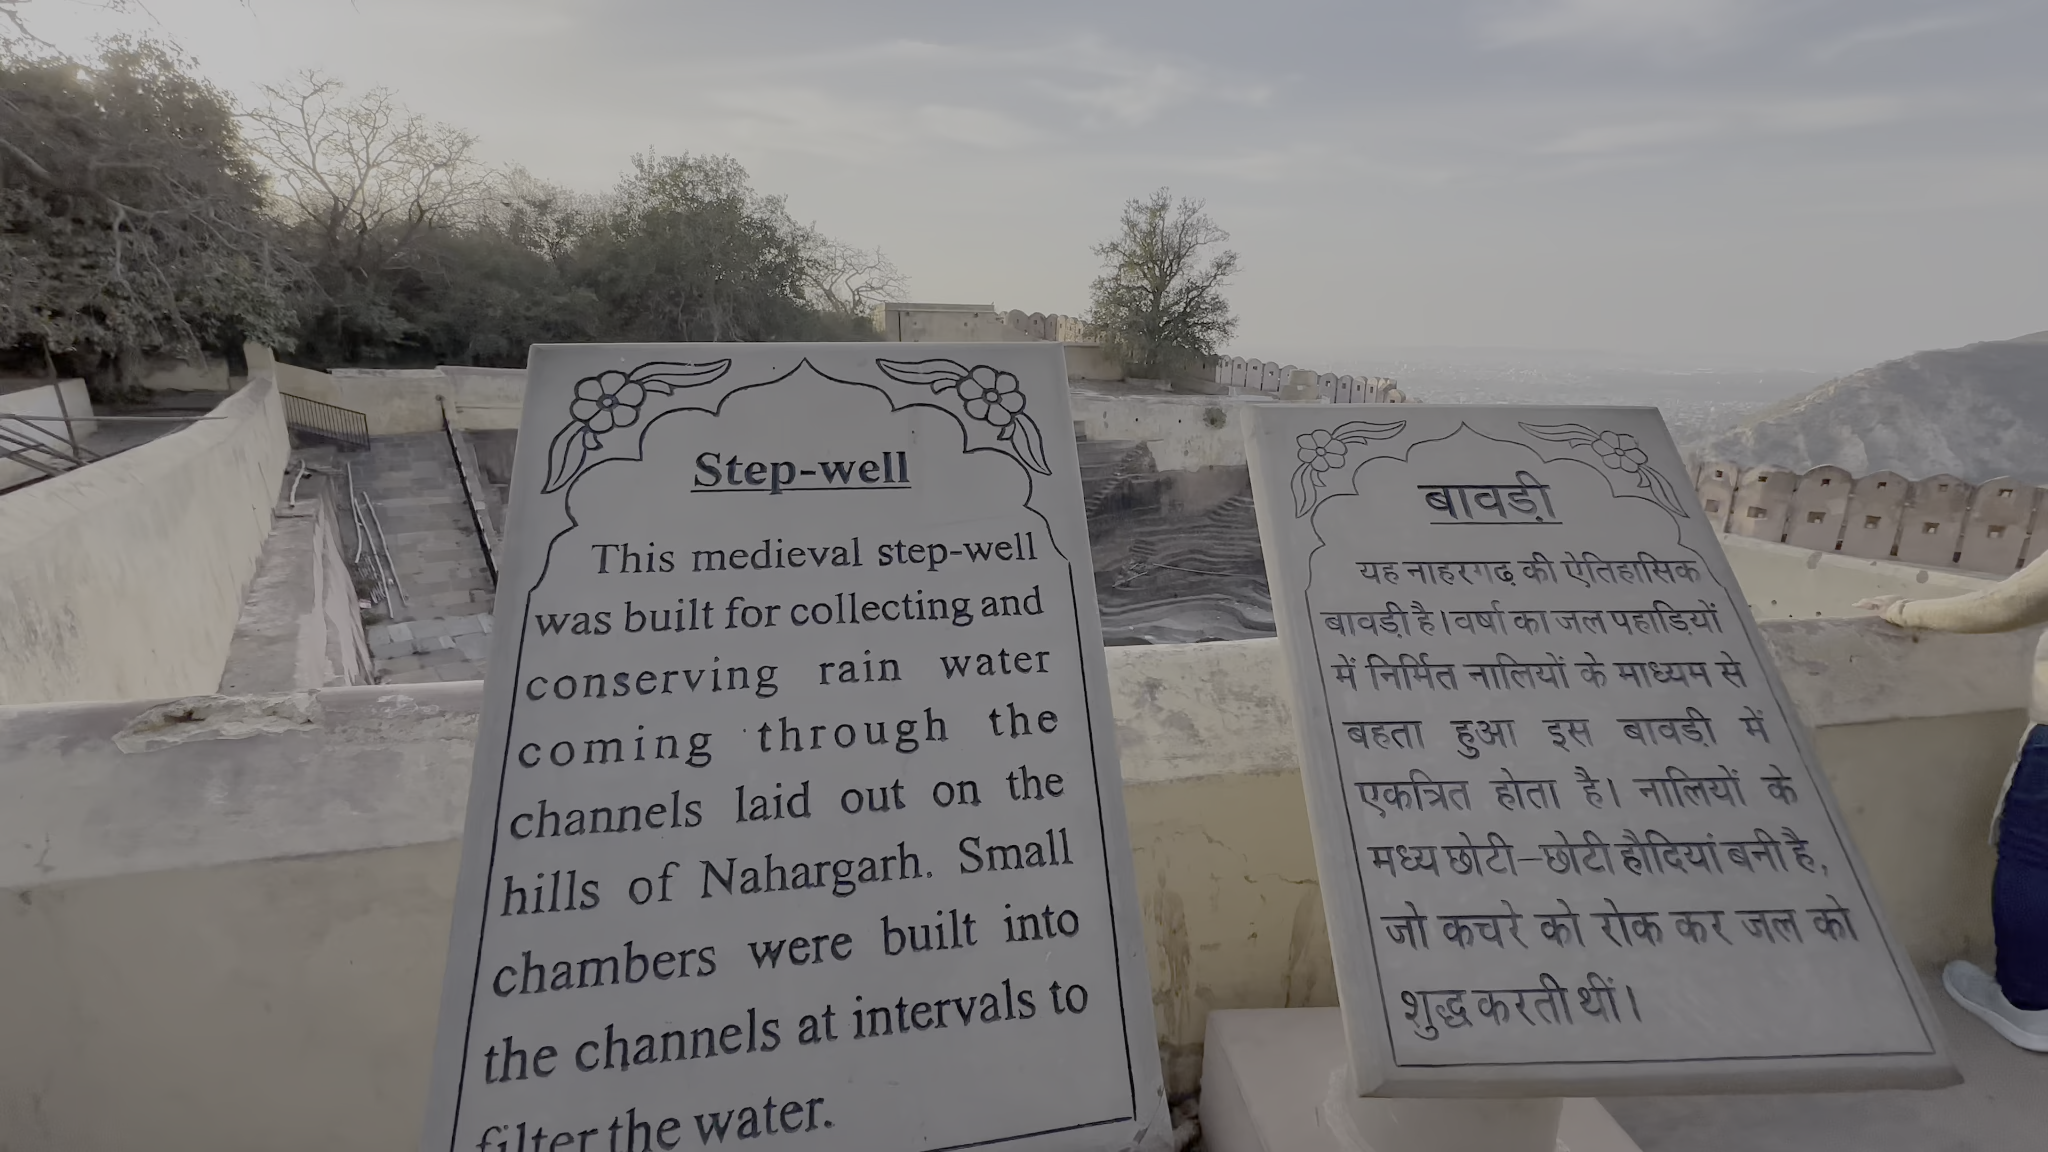 Step-well
This medieval step-well
was built for collecting and
conserving rain water
coming through the
channels laid out on the
hills of Nahargarh. Small
chambers were built into
the channels at intervals to
filter the water.
बावड़ी
यह नाहरगढ की ऐतिहासिक
बावड़ी है। वर्षा का जल पहाड़ियों
में निर्मित नालियों के माध्यम से
बहता हुआ इस बावड़ी में
एकत्रित होता है। नालियों के
मध्य छोटी–छोटी हौदियां बनी है,
जो कचरे को रोक कर जल को
शुद्ध करती थीं।